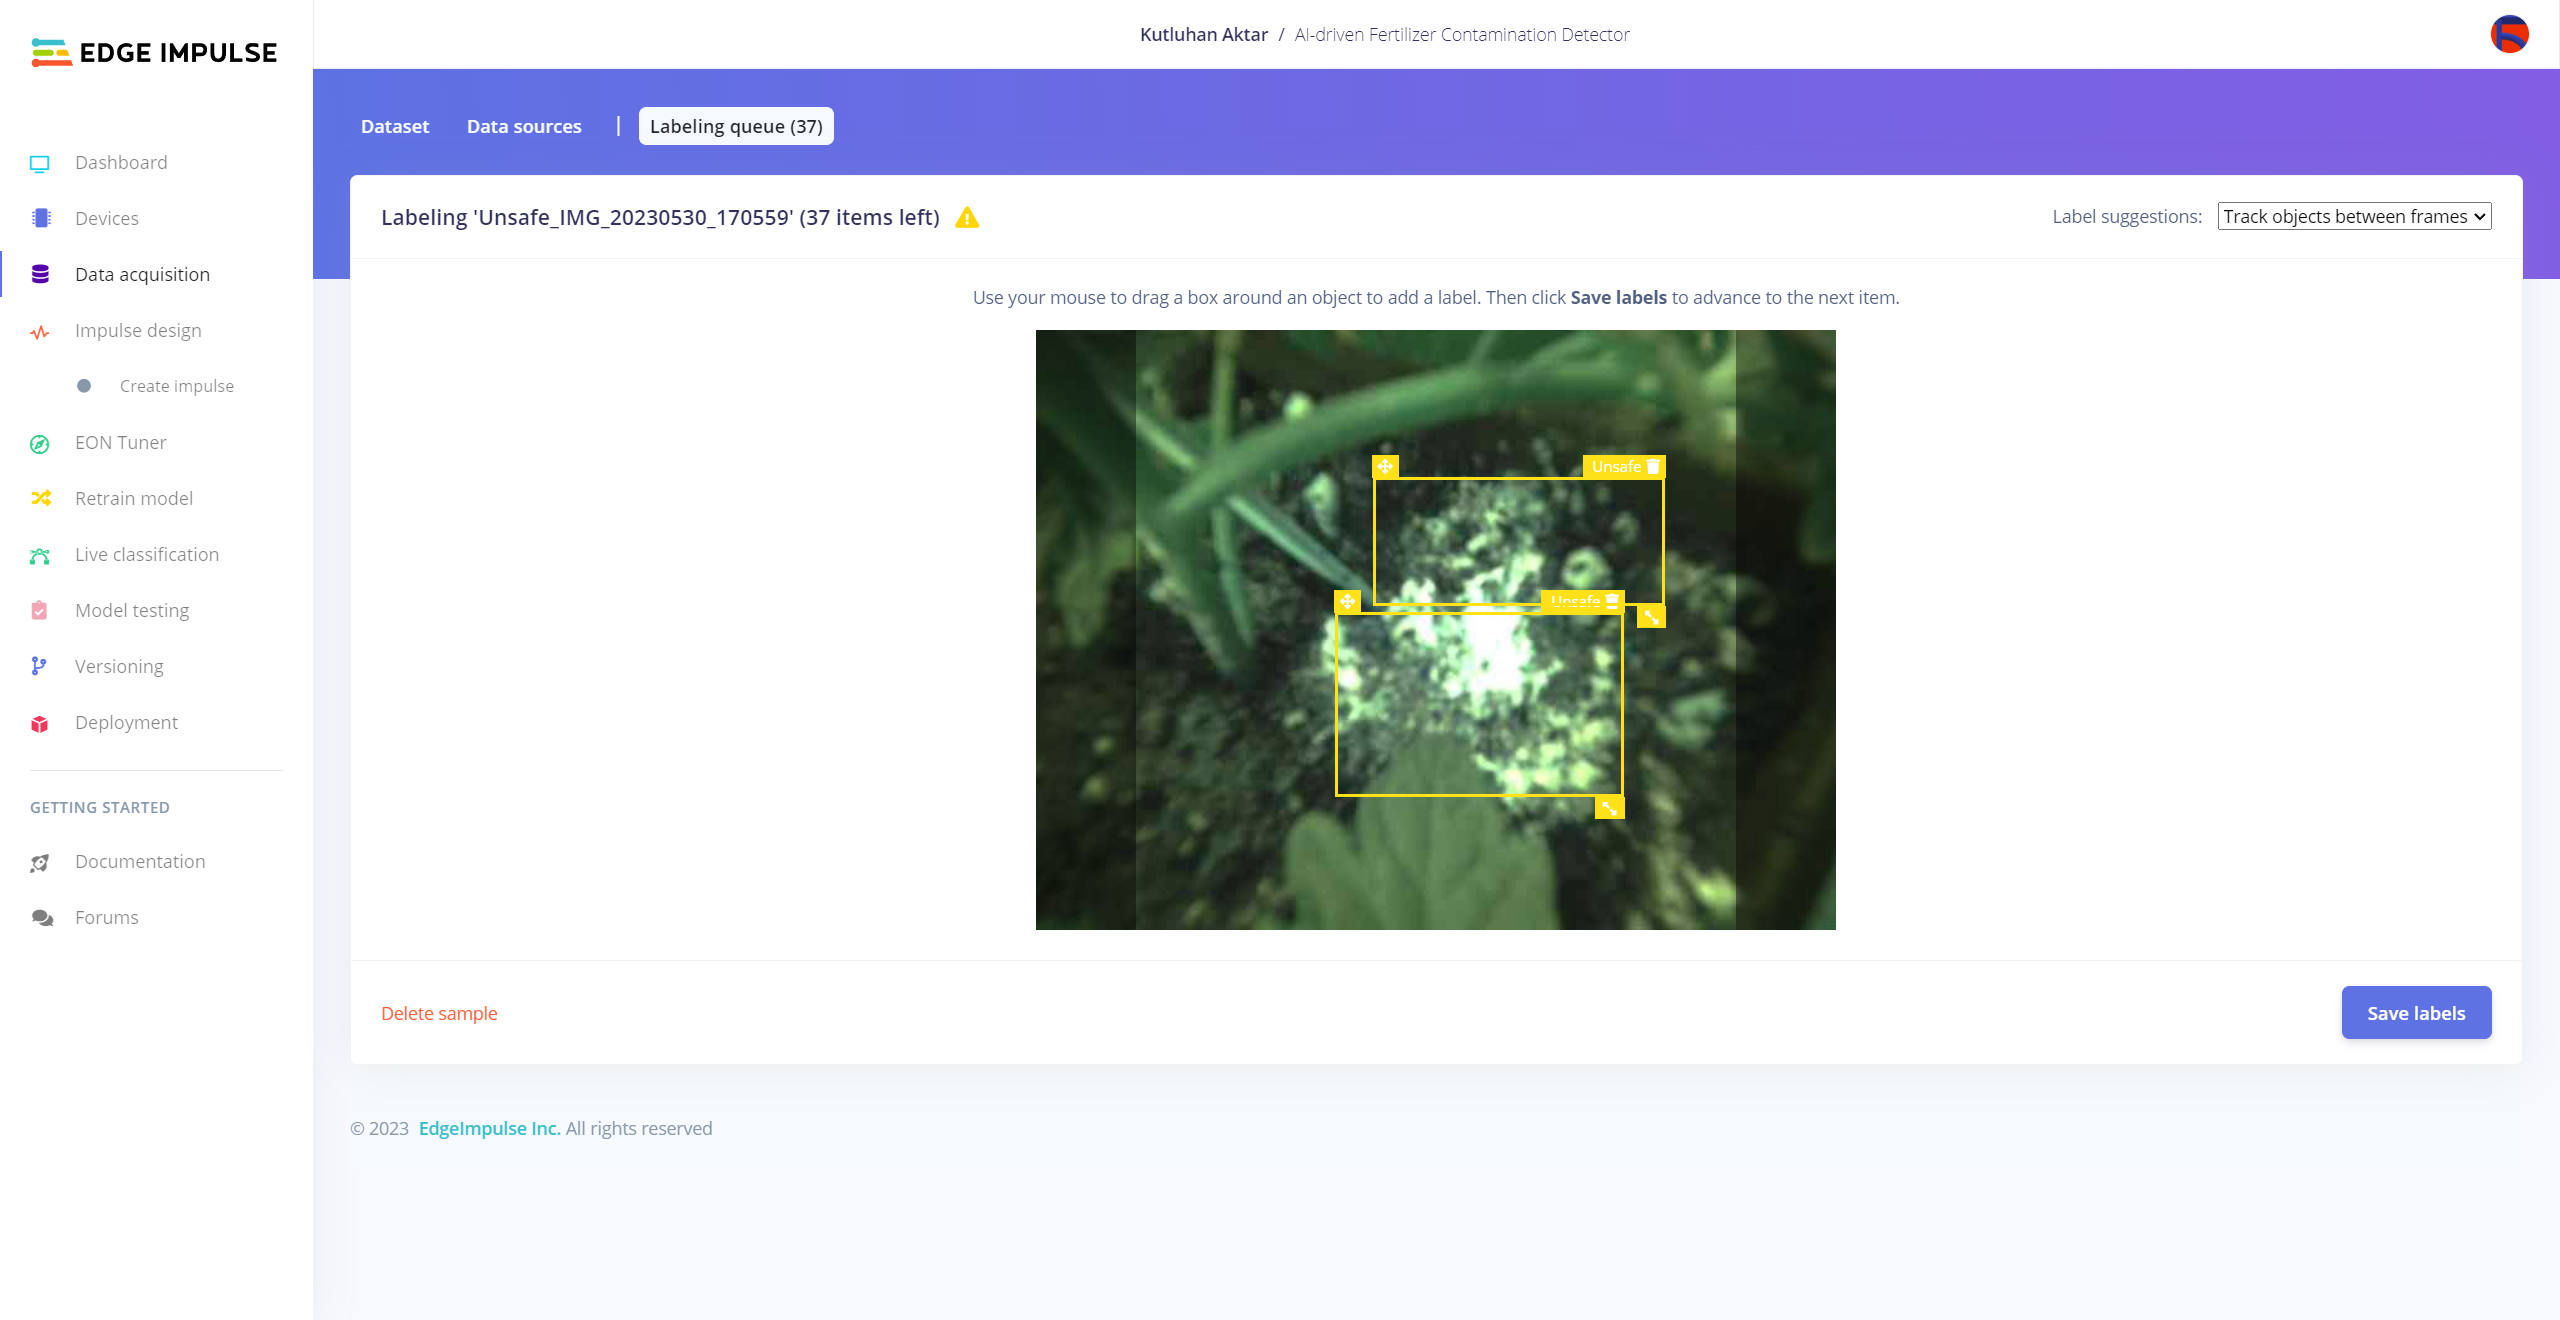 EDGE IMPULSE
Kutluhan Aktar / AI-driven Fertilizer Contamination Detector
Dashboard
Devices
Data acquisition
Impulse design
Create impulse
EON Tuner
Retrain model
Live classification
Model testing
Versioning
Deployment
GETTING STARTED
Documentation
Forums
Dataset
Data sources
Labeling queue (37)
Labeling 'Unsafe_IMG_20230530_170559' (37 items left)
Label suggestions: Track objects between frames
Use your mouse to drag a box around an object to add a label. Then click Save labels to advance to the next item.
Unsafe
Unsafe
Delete sample
Save labels
© 2023 EdgeImpulse Inc. All rights reserved